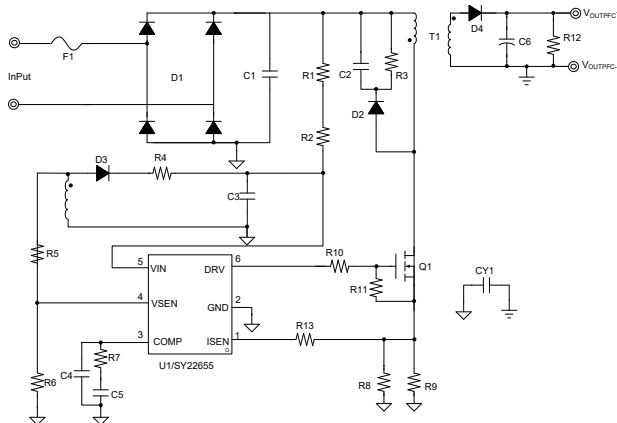 VOUTPFC
D4
T1
C6
R12
F1
InPut
D1
C1
R1
C2
R3
D2
VOUTPFC-
R2
D3
R4
C3
R5
5
VIN
DRV
6
R10
Q1
R11
CY1
4
VSEN
GND
2
3
COMP
ISEN
1
R13
R7
U1/SY22655
C4
C5
R6
R8
R9